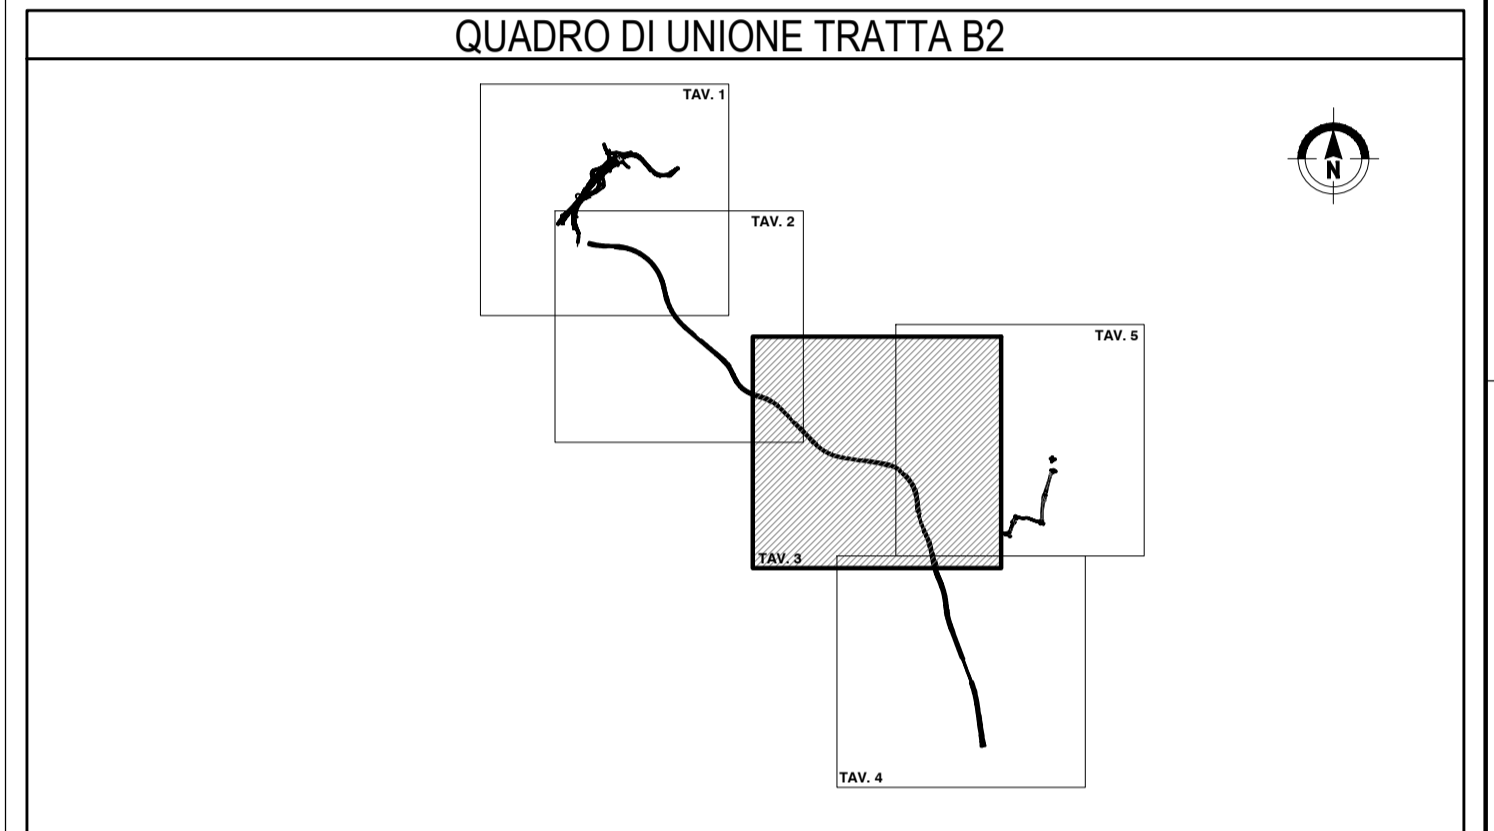 QUADRO DI UNIONE TRATTA B2
TAV. 1
N
TAV. 2
TAV. 5
TAV. 3
TAV. 4